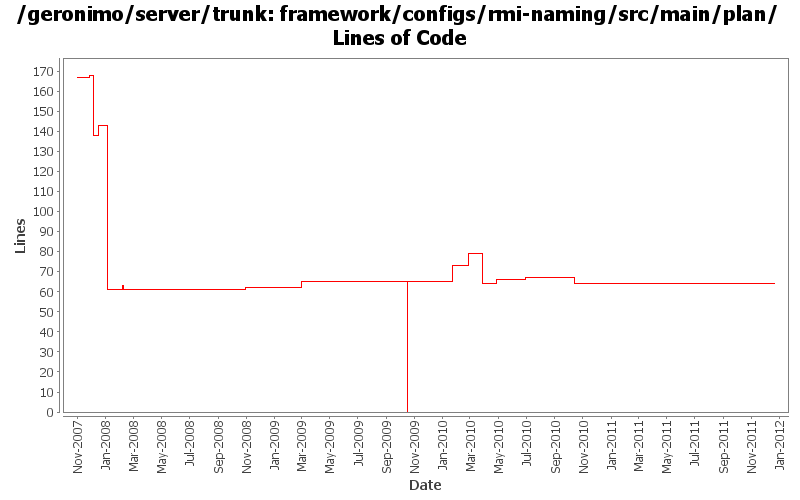 /geronimo/server/trunk: framework/configs/rmi-naming/src/main/plan/
Lines of Code
170
160
150
140
130
120
110
100
90
80
70
60
50
40
30
20
10
0
Lines
Nov-2007
Jan-2008
Mar-2008
May-2008
Jul-2008
Sep-2008
Nov-2008
Jan-2009
Mar-2009
May-2009
Jul-2009
Sep-2009
Nov-2009
Jan-2010
Mar-2010
May-2010
Jul-2010
Sep-2010
Nov-2010
Jan-2011
Mar-2011
May-2011
Jul-2011
Sep-2011
Nov-2011
Jan-2012
Date